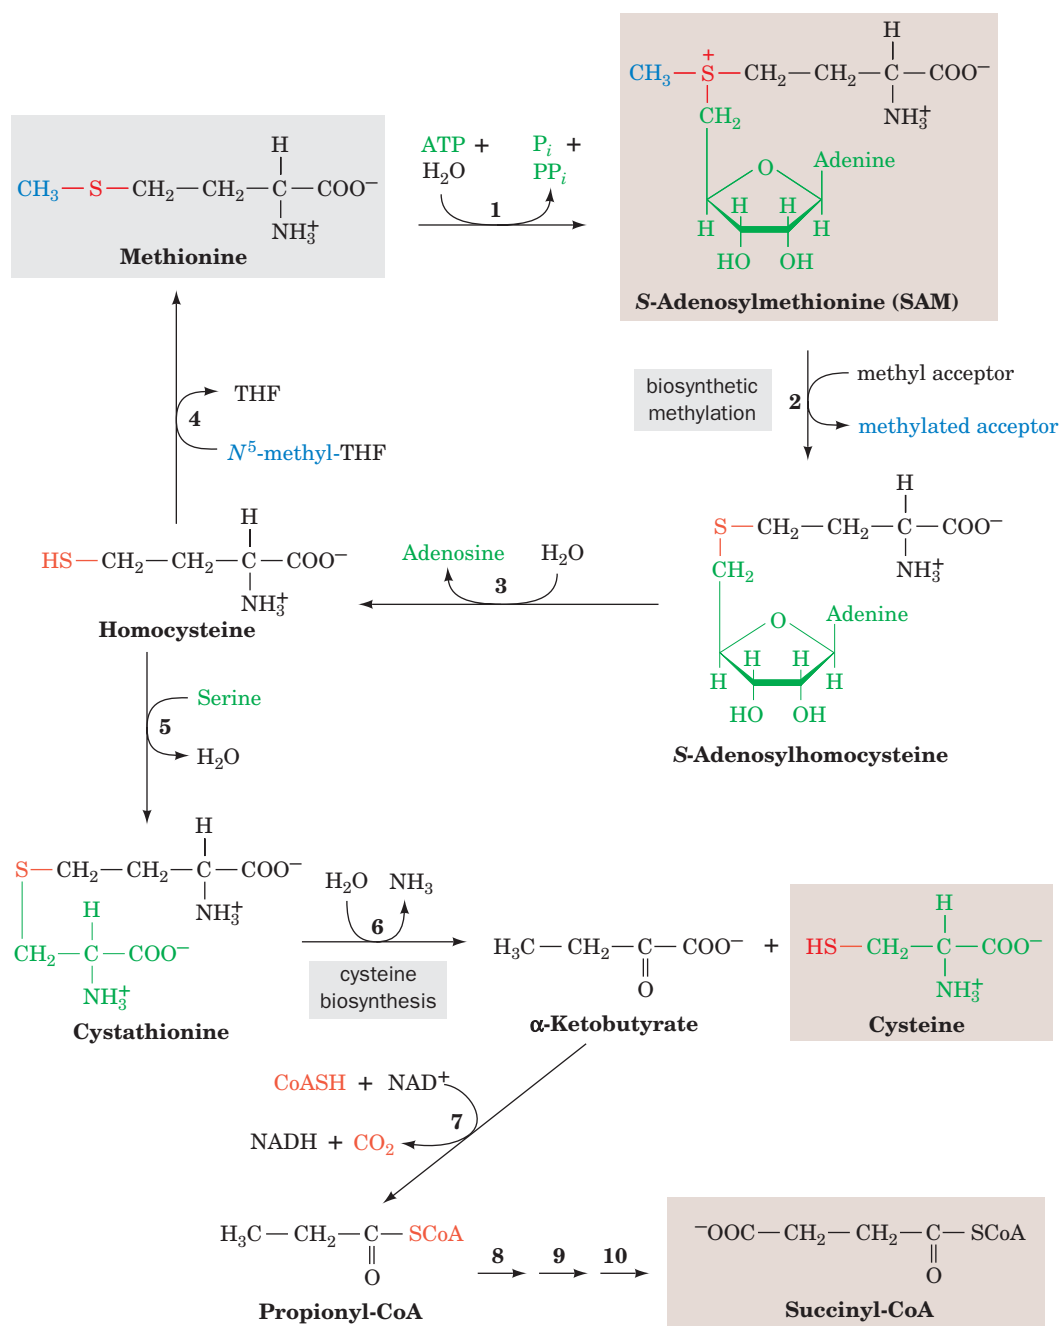 H
CH₃—S⁺—CH₂—CH₂—C—COO⁻
NH₃⁺
CH₂
O
Adenine
H H
H H
HO OH
S-Adenosylmethionine (SAM)
H
CH₃—S—CH₂—CH₂—C—COO⁻
NH₃⁺
Methionine
ATP + Pᵢ +
H₂O PPᵢ
1
biosynthetic
methylation
2
methyl acceptor
methylated acceptor
THF
4
N⁵-methyl-THF
H
HS—CH₂—CH₂—C—COO⁻
NH₃⁺
Homocysteine
Adenosine H₂O
3
H
S—CH₂—CH₂—C—COO⁻
NH₃⁺
CH₂
O
Adenine
H H
H H
HO OH
S-Adenosylhomocysteine
Serine
5
H₂O
H
S—CH₂—CH₂—C—COO⁻
NH₃⁺
H
CH₂—C—COO⁻
NH₃⁺
Cystathionine
H₂O NH₃
6
cysteine
biosynthesis
H₃C—CH₂—C—COO⁻
O
α-Ketobutyrate
+
H
HS—CH₂—C—COO⁻
NH₃⁺
Cysteine
CoASH + NAD⁺
7
NADH + CO₂
H₃C—CH₂—C—SCoA
O
Propionyl-CoA
8 9 10
⁻OOC—CH₂—CH₂—C—SCoA
O
Succinyl-CoA